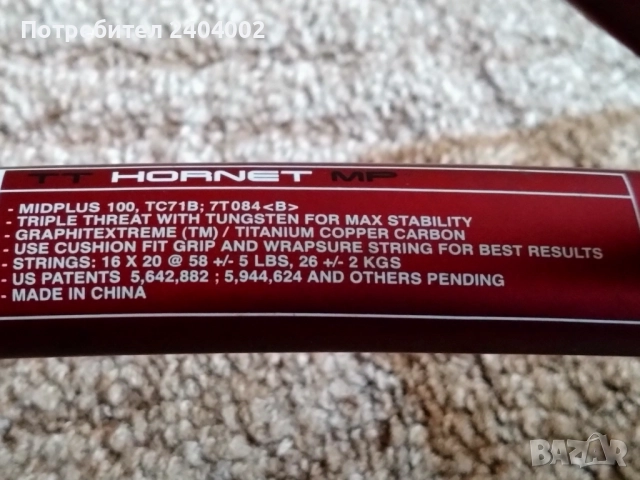 Потребител 2404002
TT HORNET MP
- MIDPLUS 100, TC71B; 7T084<B>
- TRIPLE THREAT WITH TUNGSTEN FOR MAX STABILITY
- GRAPHITEXTREME (TM) / TITANIUM COPPER CARBON
- USE CUSHION FIT GRIP AND WRAPSURE STRING FOR BEST RESULTS
- STRINGS: 16 X 20 @ 58 +/- 5 LBS, 26 +/- 2 KGS
- US PATENTS 5,642,882 ; 5,944,624 AND OTHERS PENDING
- MADE IN CHINA
BAZAR